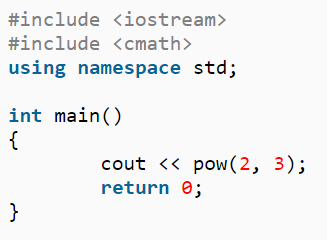 #include <iostream>
#include <cmath>
using namespace std;
int main()
{
cout << pow(2, 3);
return 0;
}